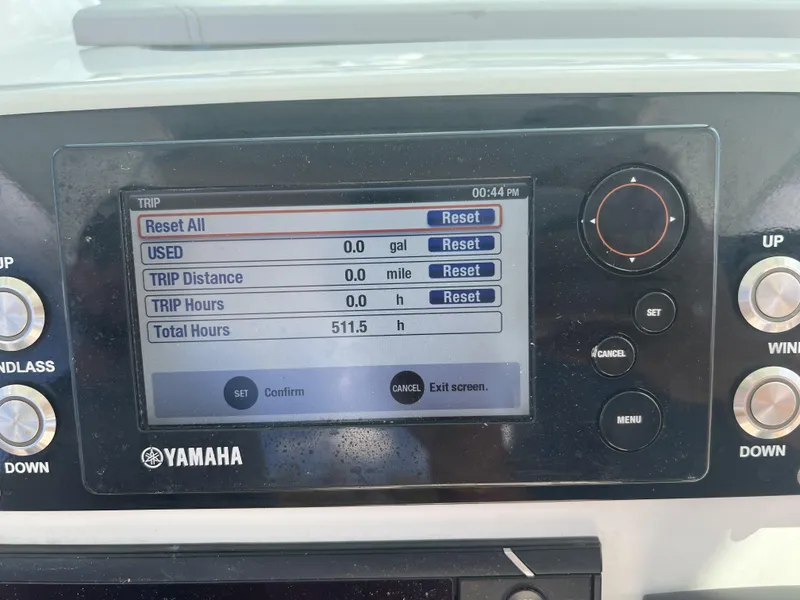 TRIP 00:44 PM
Reset All Reset
USED 0.0 gal Reset
TRIP Distance 0.0 mile Reset
TRIP Hours 0.0 h Reset
Total Hours 511.5 h
SET Confirm CANCEL Exit screen.
YAMAHA
SET
CANCEL
MENU
UP
NDLASS
DOWN
UP
WIN
DOWN